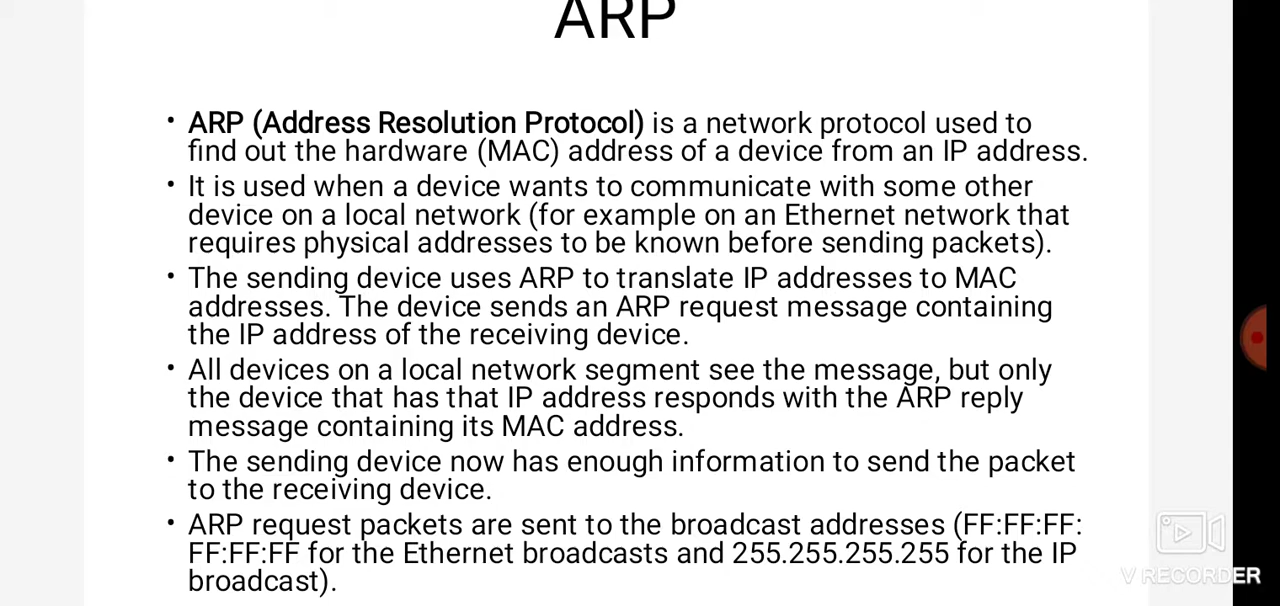 ARP
• ARP (Address Resolution Protocol) is a network protocol used to
find out the hardware (MAC) address of a device from an IP address.
• It is used when a device wants to communicate with some other
device on a local network (for example on an Ethernet network that
requires physical addresses to be known before sending packets).
• The sending device uses ARP to translate IP addresses to MAC
addresses. The device sends an ARP request message containing
the IP address of the receiving device.
• All devices on a local network segment see the message, but only
the device that has that IP address responds with the ARP reply
message containing its MAC address.
• The sending device now has enough information to send the packet
to the receiving device.
• ARP request packets are sent to the broadcast addresses (FF:FF:FF:
FF:FF:FF for the Ethernet broadcasts and 255.255.255.255 for the IP
broadcast).
V RECORDER